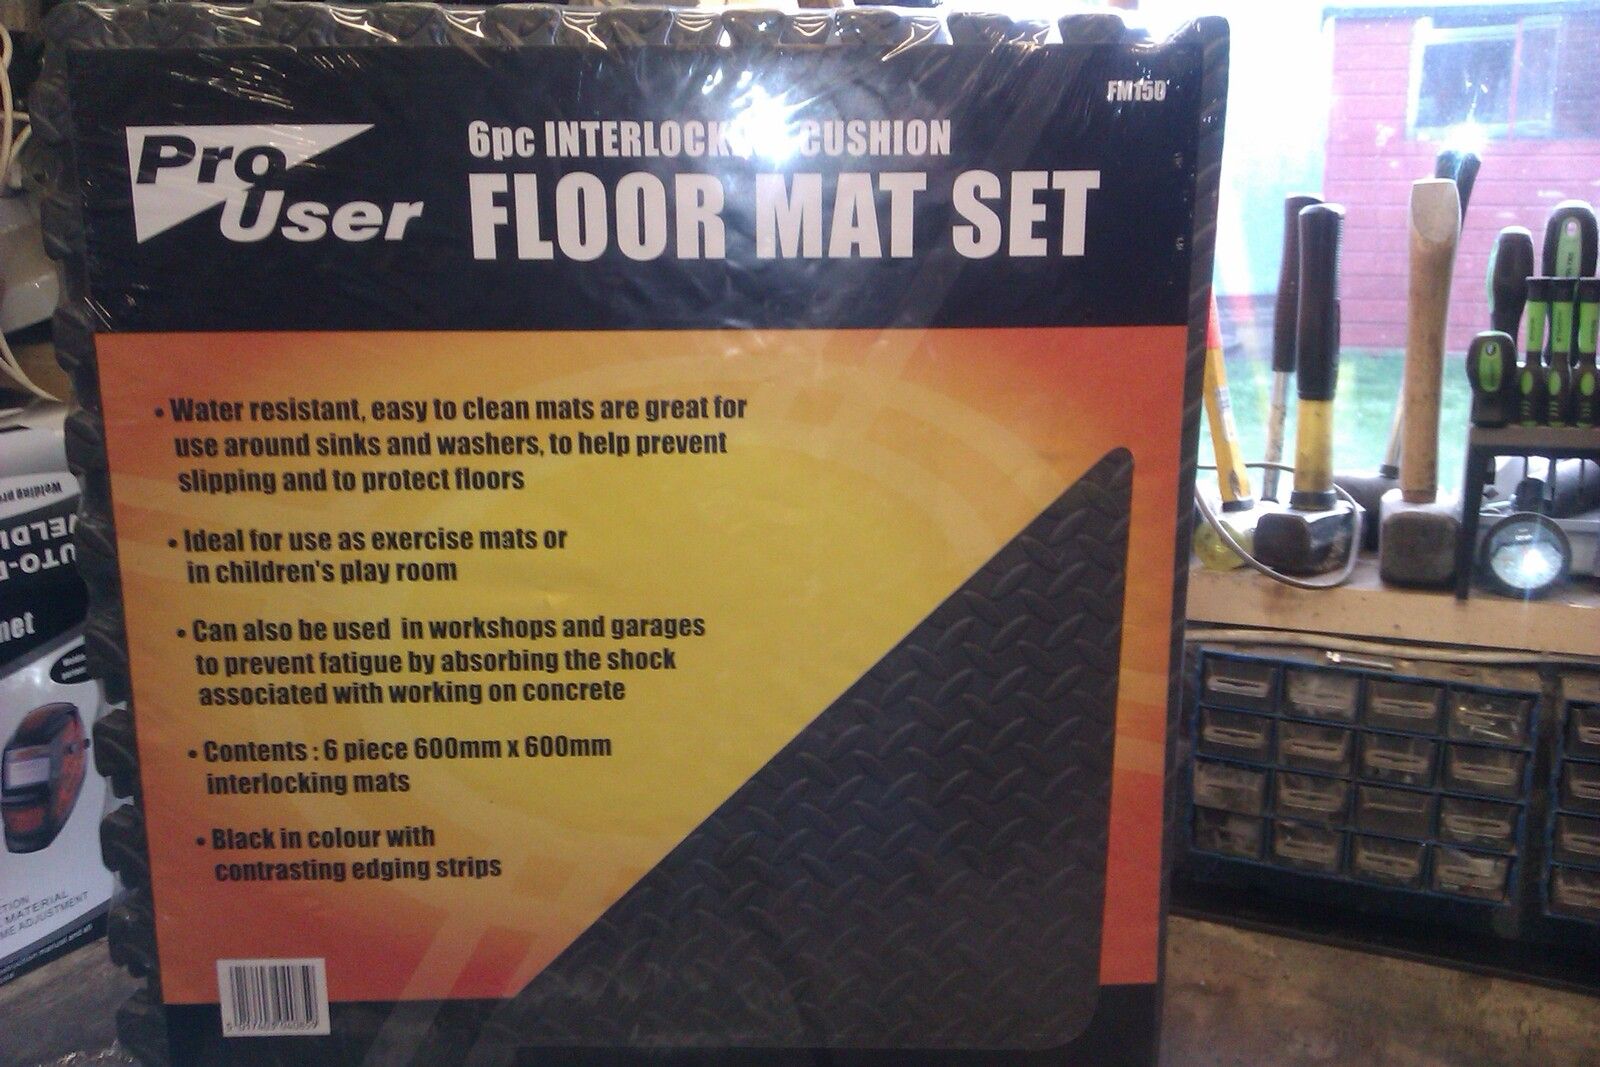 FM150
Pro
User
6pc INTERLOCKING CUSHION
FLOOR MAT SET
• Water resistant, easy to clean mats are great for
use around sinks and washers, to help prevent
slipping and to protect floors
• Ideal for use as exercise mats or
in children's play room
• Can also be used in workshops and garages
to prevent fatigue by absorbing the shock
associated with working on concrete
• Contents : 6 piece 600mm x 600mm
interlocking mats
• Black in colour with
contrasting edging strips
MATERIAL